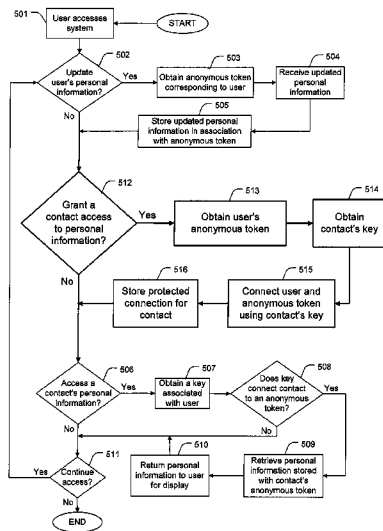 501
User accesses
system
START
502
Update
user's personal
information?
Yes
503
Obtain anonymous token
corresponding to user
504
Receive updated
personal
information
505
Store updated personal
information in association
with anonymous token
No
512
Grant a
contact access
to personal
information?
Yes
513
Obtain user's
anonymous token
514
Obtain
contact's
key
No
516
Store protected
connection for
contact
515
Connect user and
anonymous token
using contact's key
506
Access a
contact's personal
information?
Yes
507
Obtain a key
associated
with user
508
Does key
connect contact
to an anonymous
token?
Yes
No
No
510
Return personal
information to user
for display
509
Retrieve personal
information stored
with contact's
anonymous token
Yes
511
Continue
access?
No
END